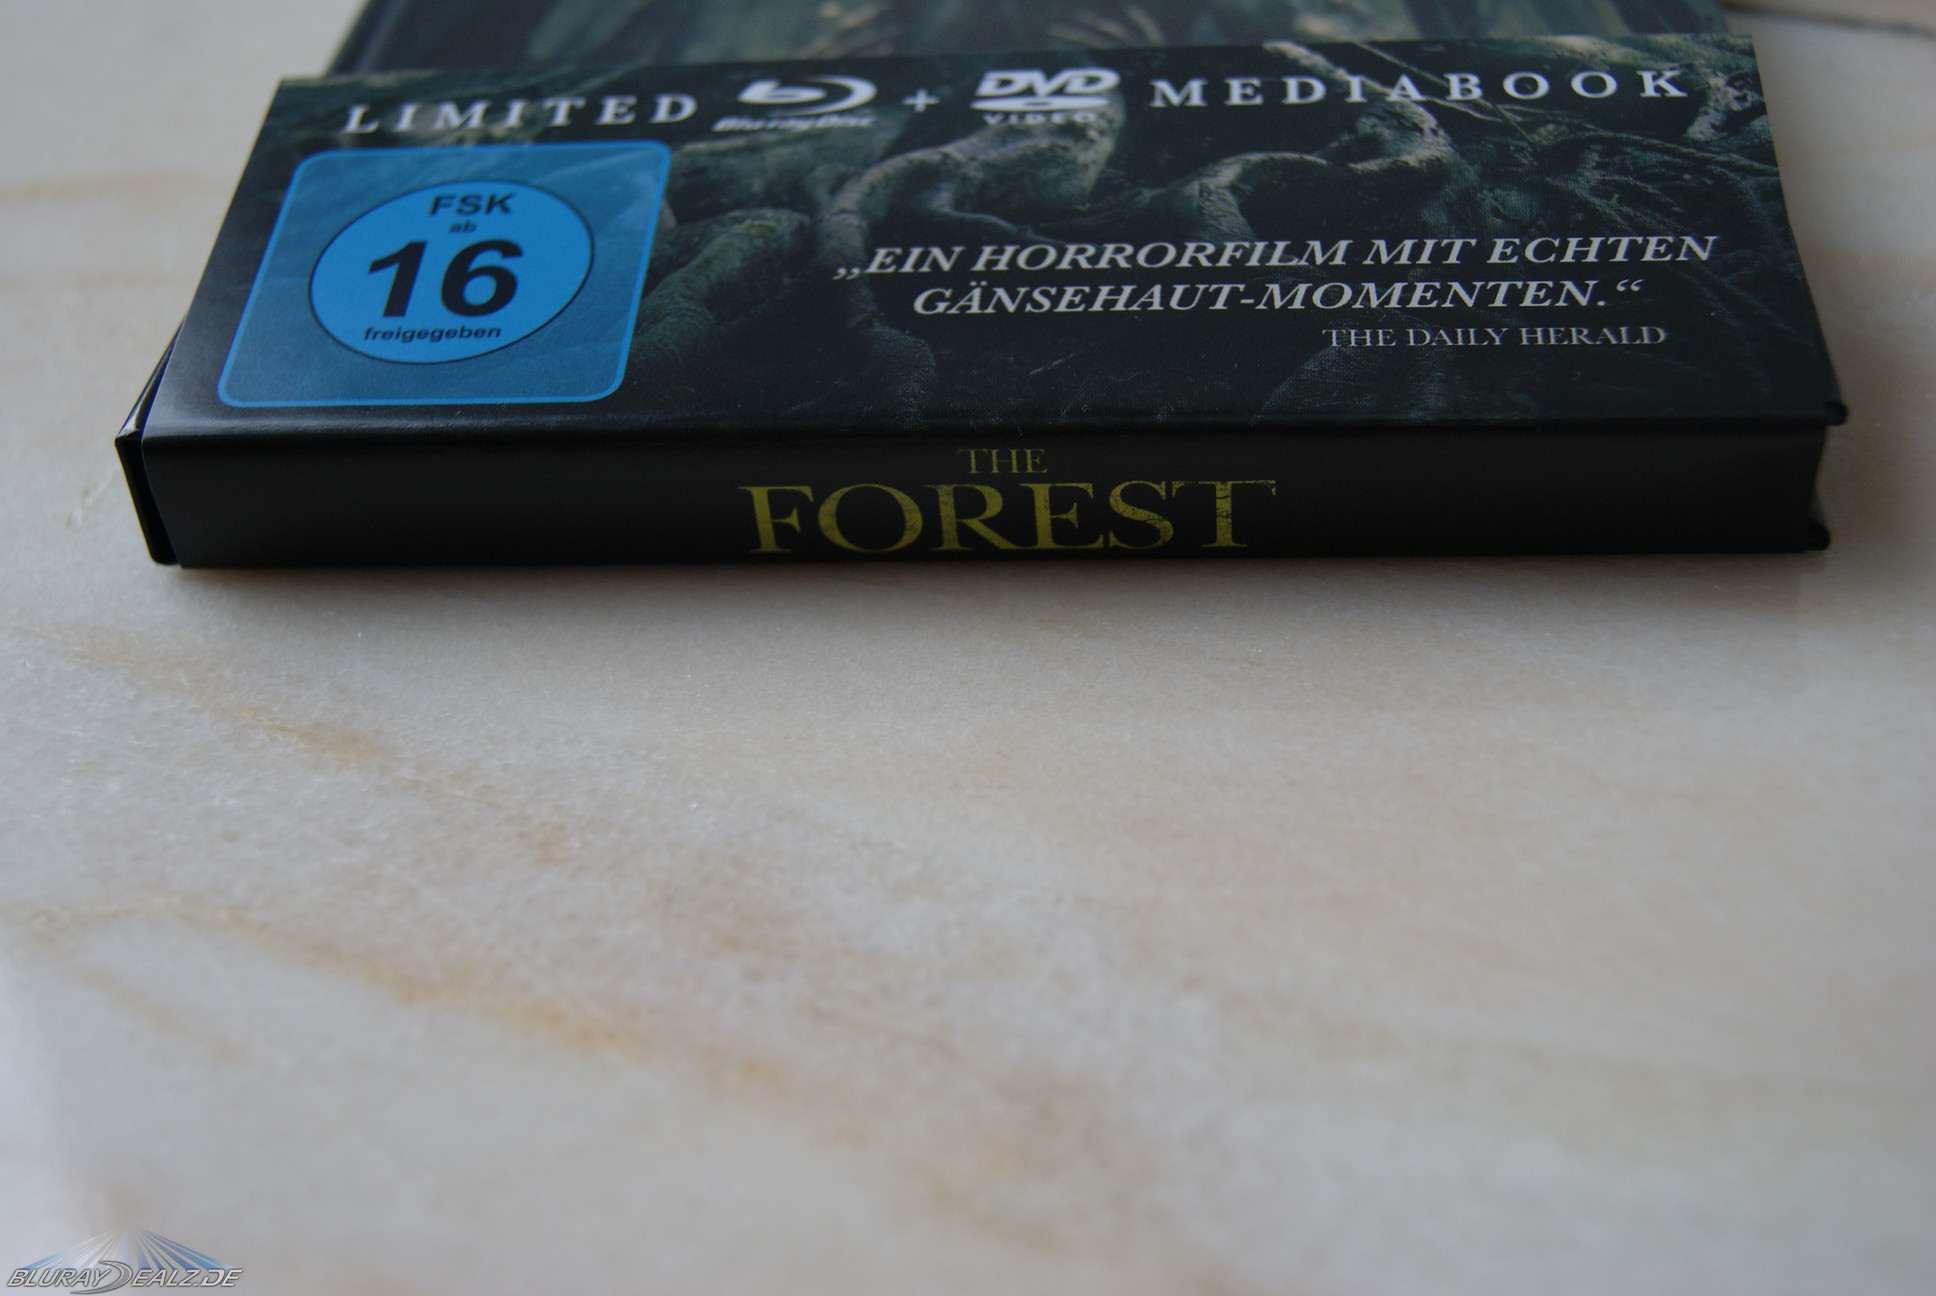 LIMITED Blu-ray Disc + DVD VIDEO MEDIABOOK
FSK
ab
16
freigegeben
„EIN HORRORFILM MIT ECHTEN
GÄNSEHAUT-MOMENTEN.“
THE DAILY HERALD
THE
FOREST
BLURAYDEALZ.DE